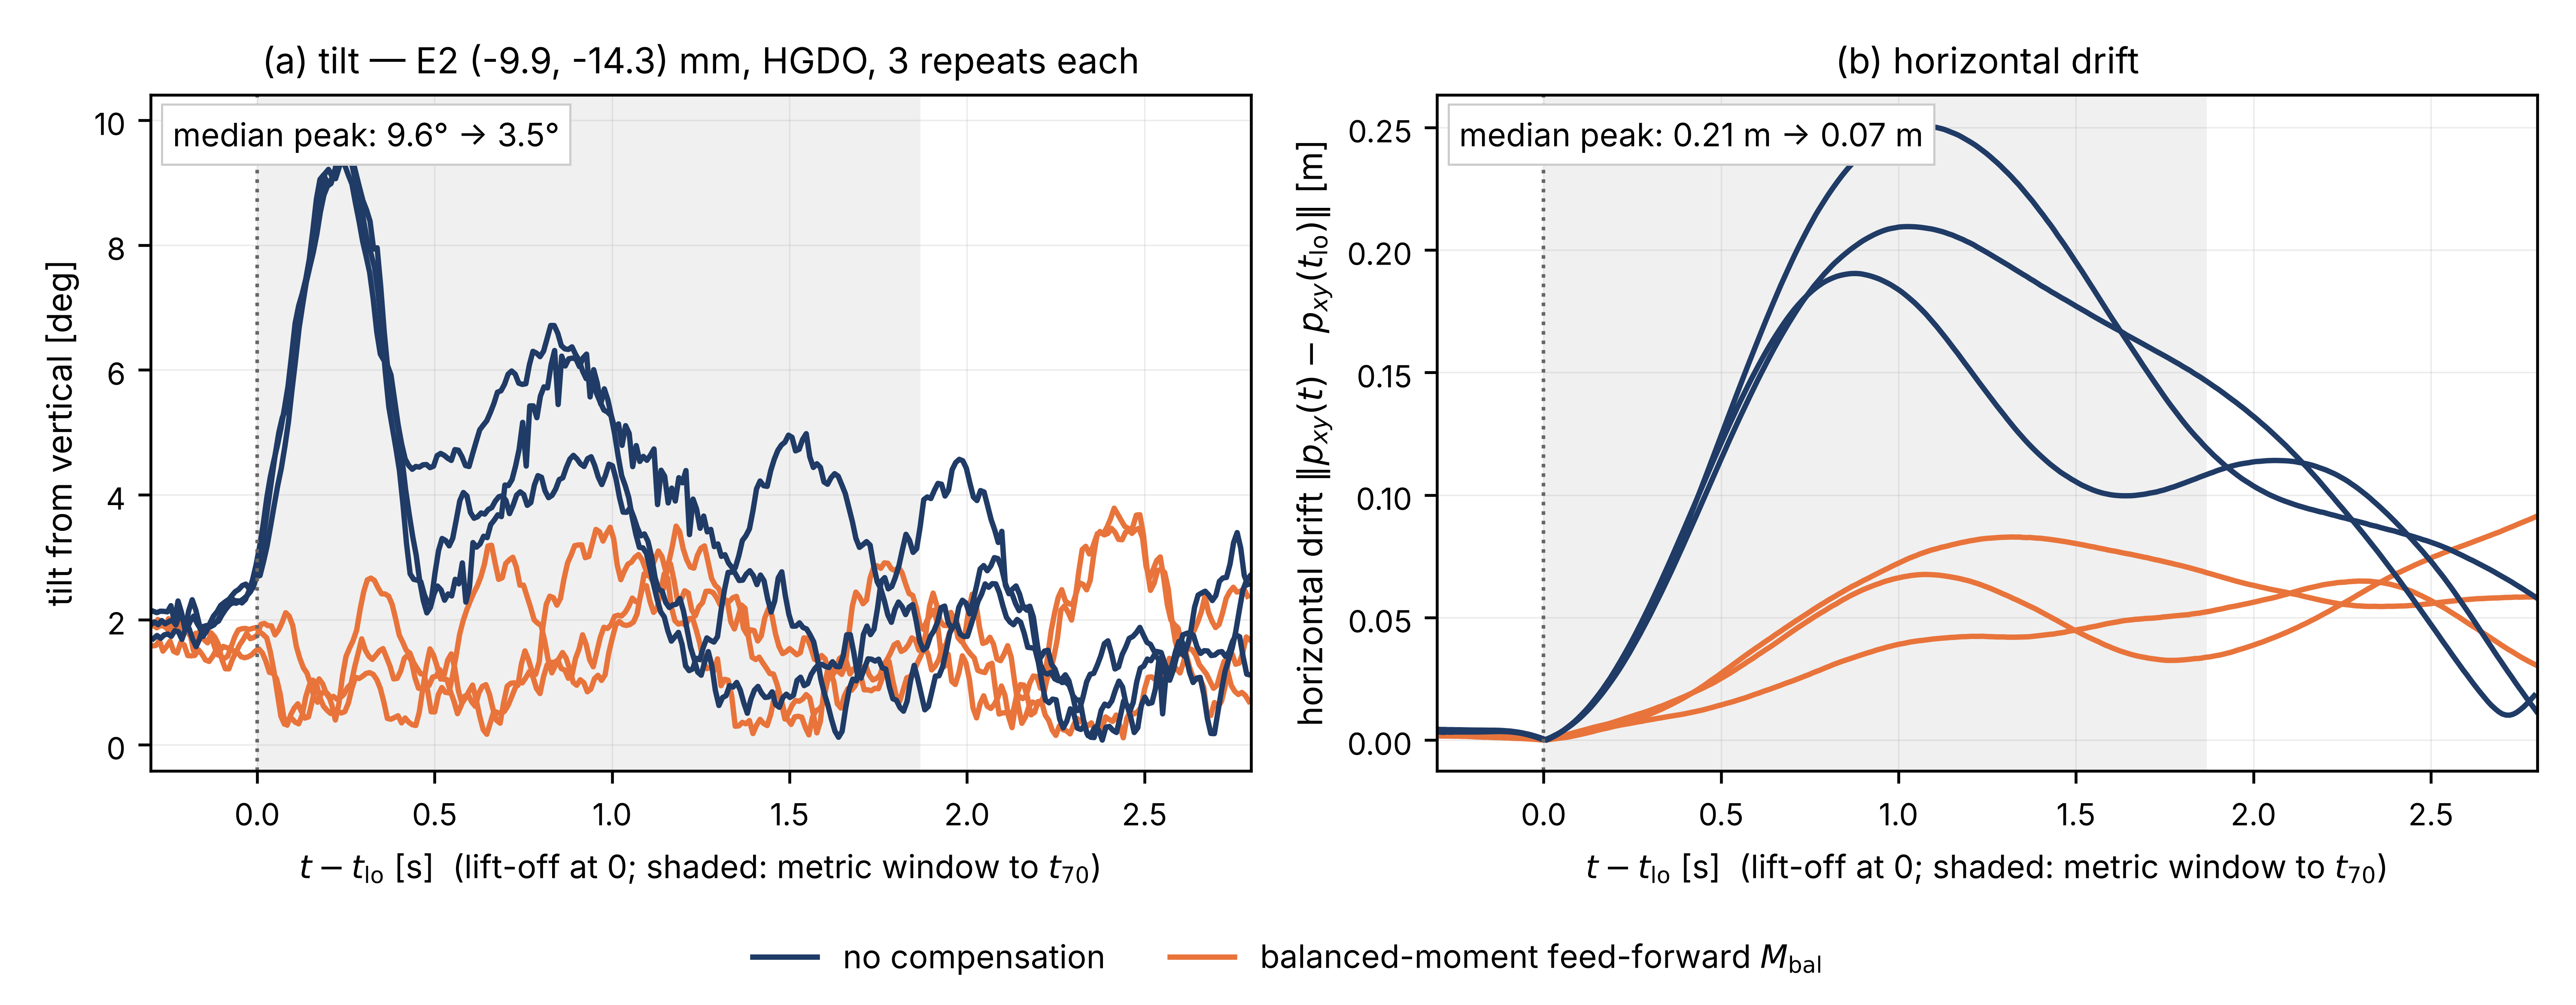 (a) tilt — E2 (-9.9, -14.3) mm, HGDO, 3 repeats each
median peak: 9.6° → 3.5°
tilt from vertical [deg]
10
8
6
4
2
0
0.0 0.5 1.0 1.5 2.0 2.5
t − t_lo [s] (lift-off at 0; shaded: metric window to t_70)
(b) horizontal drift
median peak: 0.21 m → 0.07 m
horizontal drift ‖p_xy(t) − p_xy(t_lo)‖ [m]
0.25
0.20
0.15
0.10
0.05
0.00
0.0 0.5 1.0 1.5 2.0 2.5
t − t_lo [s] (lift-off at 0; shaded: metric window to t_70)
no compensation
balanced-moment feed-forward M_bal